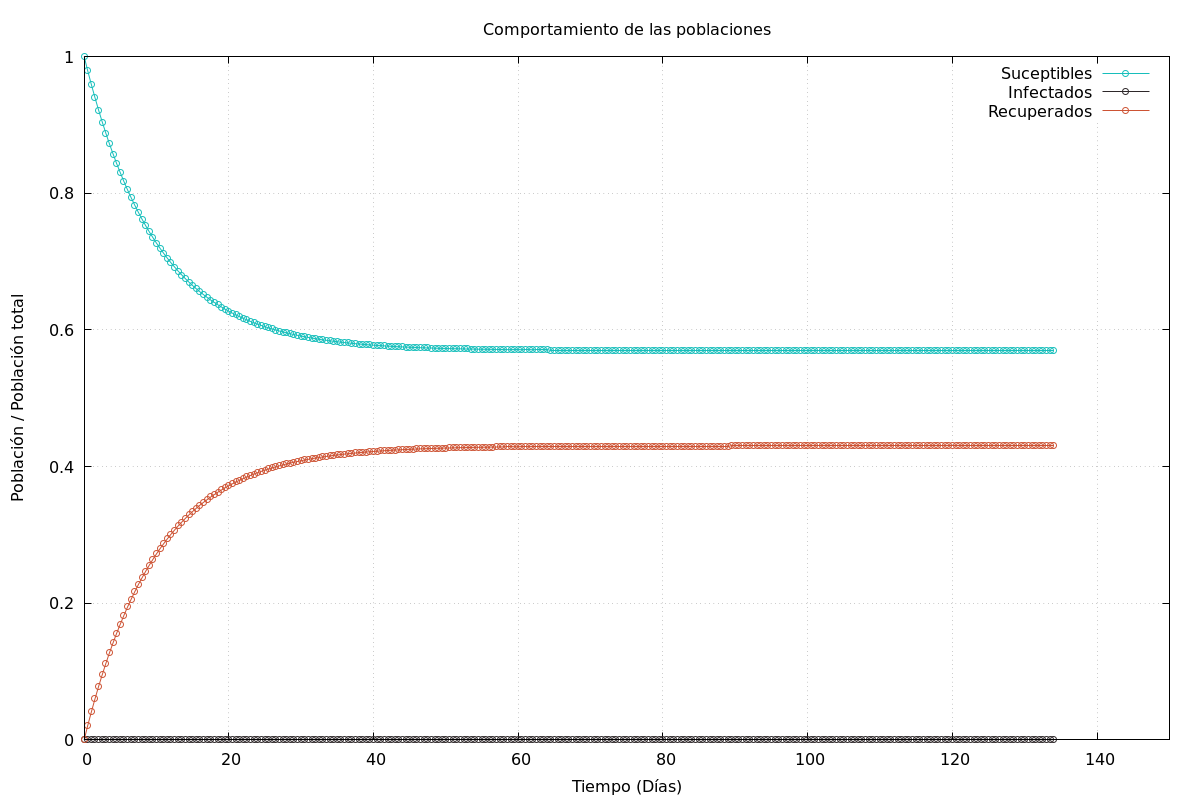 Comportamiento de las poblaciones
Suceptibles
Infectados
Recuperados
Población / Población total
1
0.8
0.6
0.4
0.2
0
0 20 40 60 80 100 120 140
Tiempo (Días)